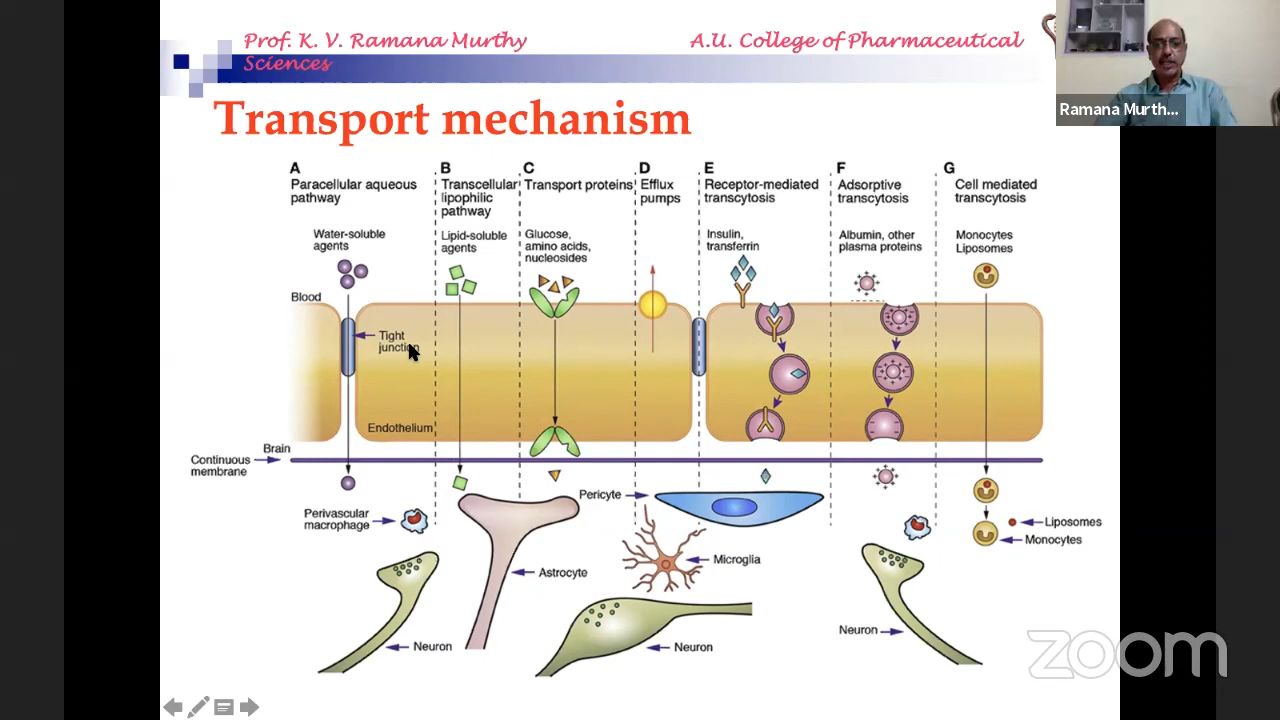 Prof. K. V. Ramana Murthy A.U. College of Pharmaceutical
Sciences
Ramana Murth...
Transport mechanism
A
Paracellular aqueous
pathway
Water-soluble
agents
B
Transcellular
lipophilic
pathway
Lipid-soluble
agents
C
Transport proteins
Glucose,
amino acids,
nucleosides
D
Efflux
pumps
E
Receptor-mediated
transcytosis
Insulin,
transferrin
F
Adsorptive
transcytosis
Albumin, other
plasma proteins
G
Cell mediated
transcytosis
Monocytes
Liposomes
Blood
Tight
junction
Endothelium
Brain
Continuous
membrane
Pericyte
Perivascular
macrophage
Liposomes
Monocytes
Microglia
Astrocyte
Neuron
Neuron
Neuron
zoom